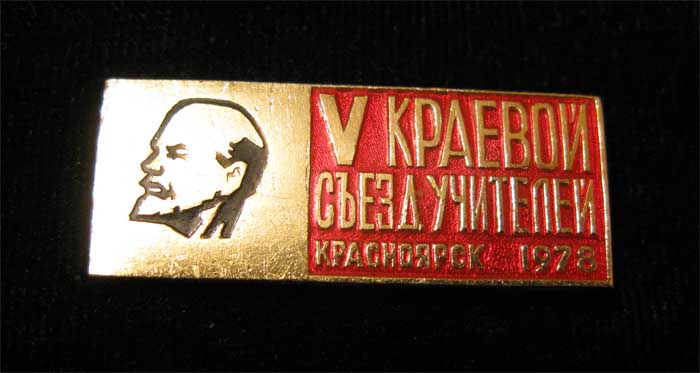 V КРАЕВОЙ
СЪЕЗД УЧИТЕЛЕЙ
КРАСНОЯРСК 1978